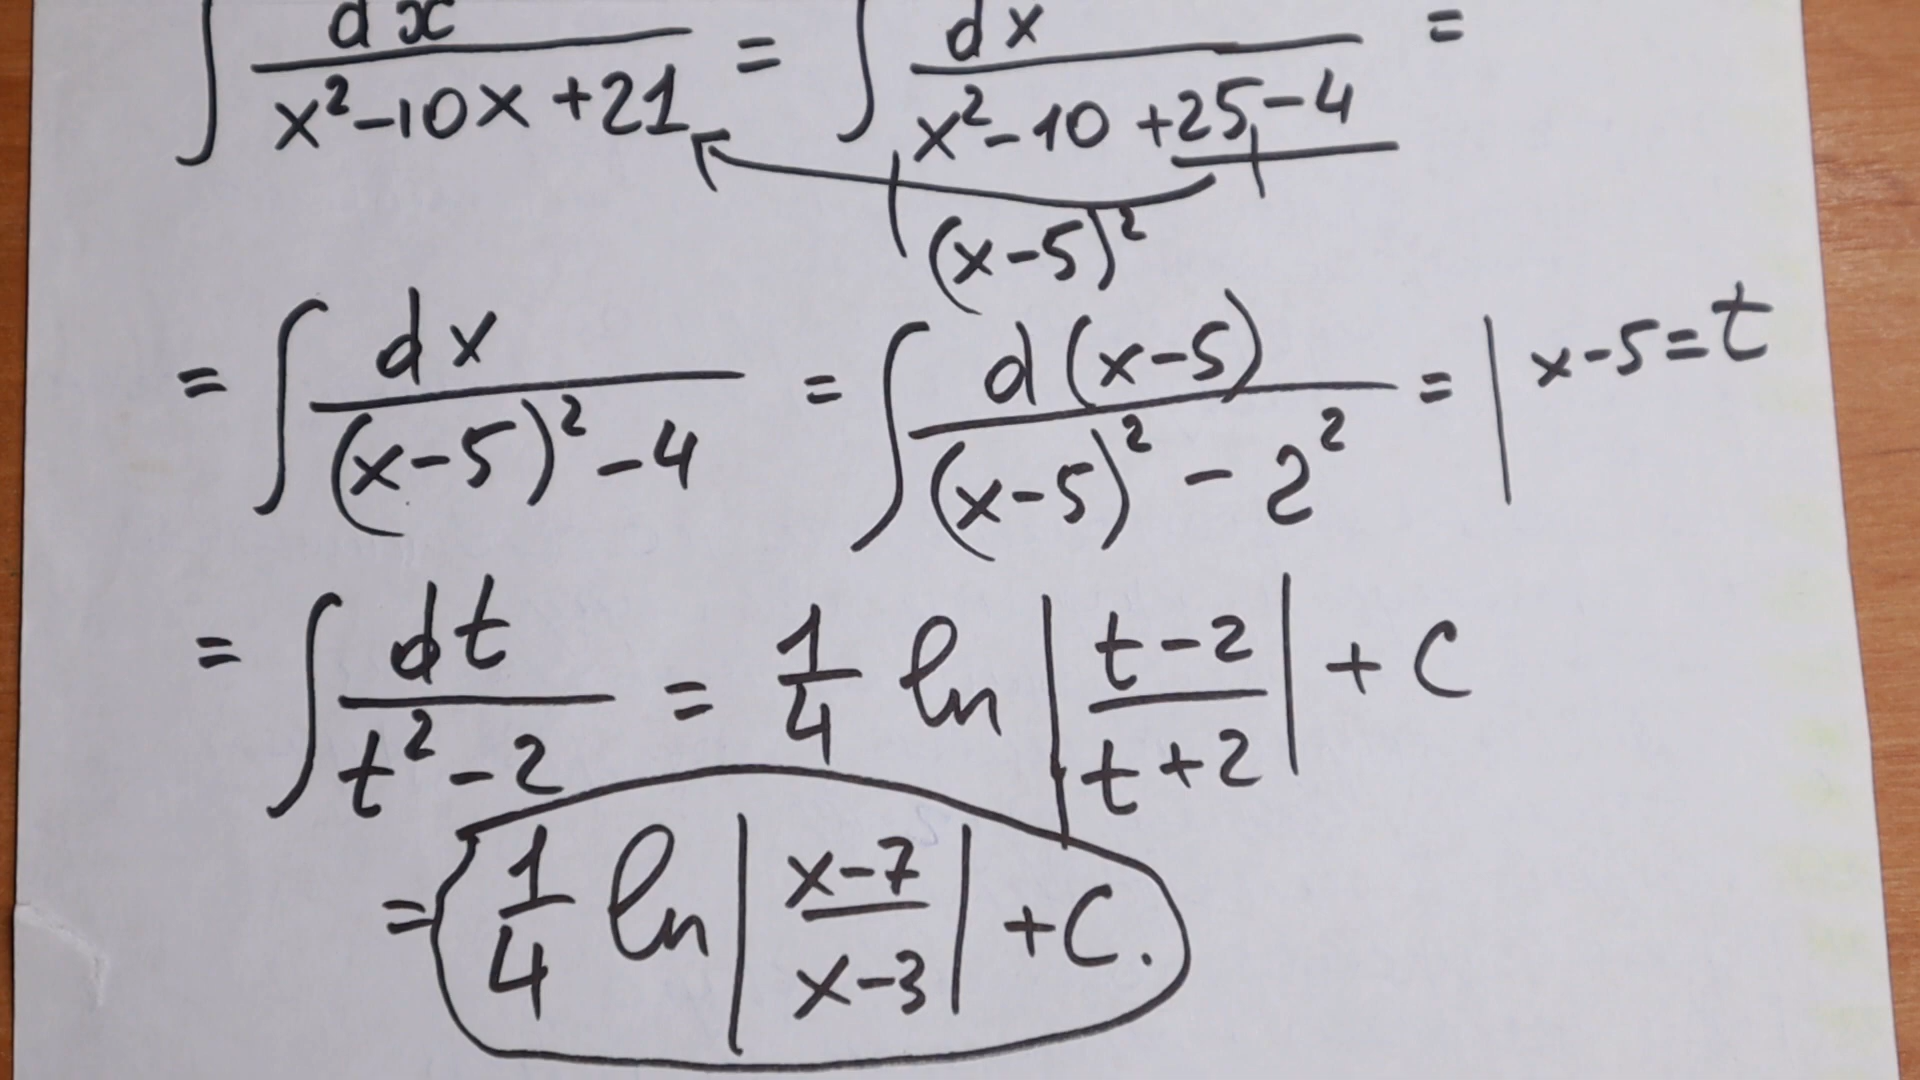 ∫ dx / (x² - 10x + 21) = ∫ dx / (x² - 10 + 25 - 4) =
(x-5)²
= ∫ dx / ((x-5)² - 4) = ∫ d(x-5) / ((x-5)² - 2²) = | x-5=t
= ∫ dt / (t² - 2) = 1/4 ln |(t-2)/(t+2)| + C
= 1/4 ln |(x-7)/(x-3)| + C.